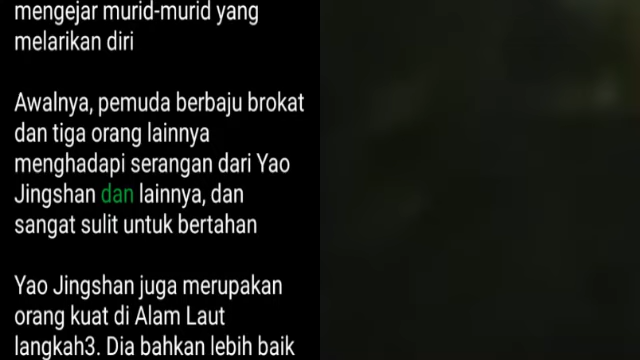 mengejar murid-murid yang
melarikan diri
Awalnya, pemuda berbaju brokat
dan tiga orang lainnya
menghadapi serangan dari Yao
Jingshan dan lainnya, dan
sangat sulit untuk bertahan
Yao Jingshan juga merupakan
orang kuat di Alam Laut
langkah3. Dia bahkan lebih baik